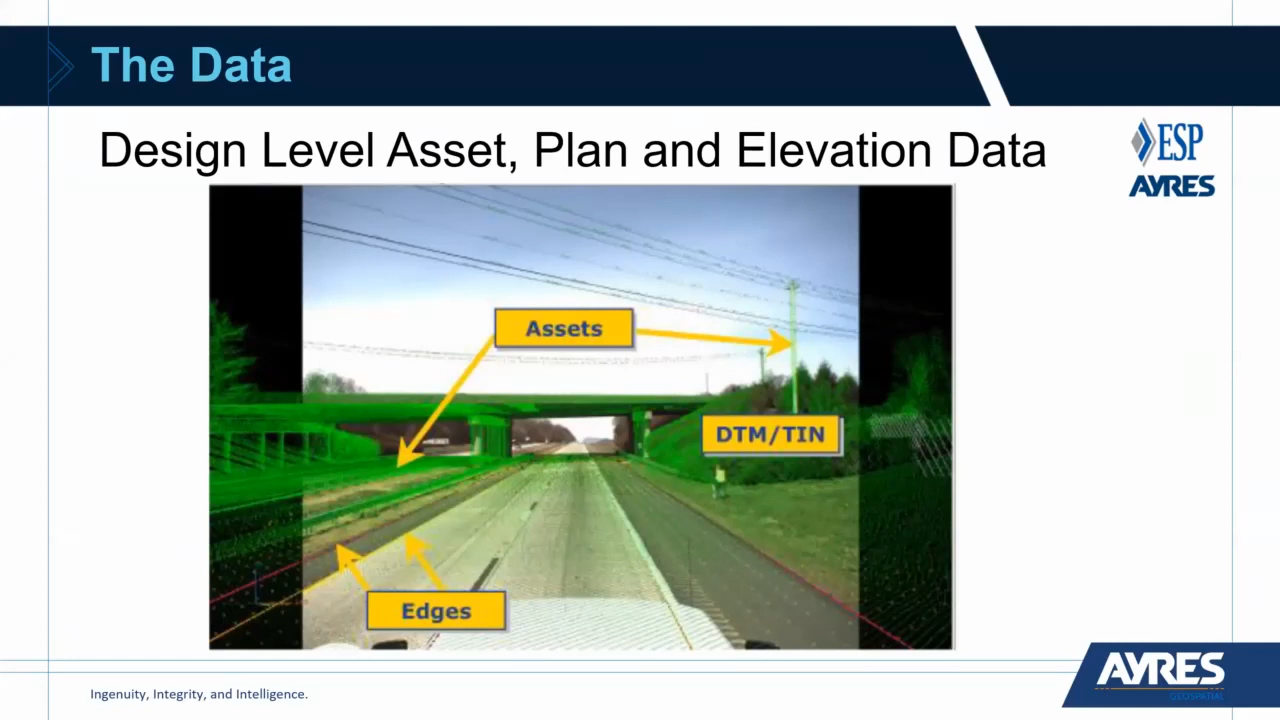 The Data
Design Level Asset, Plan and Elevation Data
ESP
AYRES
Assets
DTM/TIN
Edges
Ingenuity, Integrity, and Intelligence.
AYRES
GEOSPATIAL